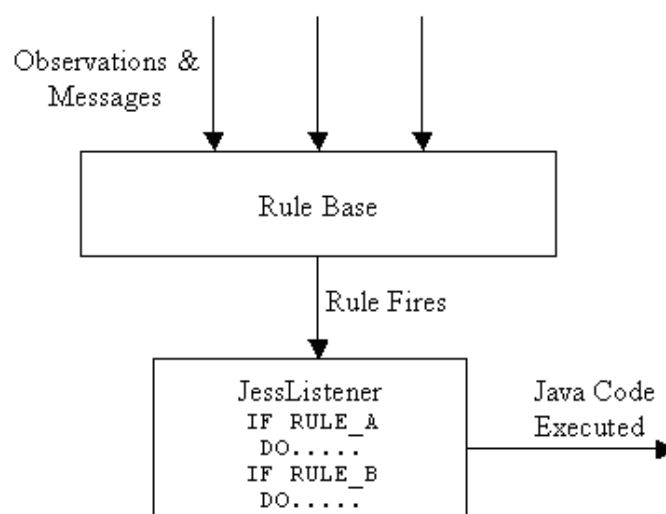 Observations &
Messages
Rule Base
Rule Fires
JessListener
IF RULE_A
DO.....
IF RULE_B
DO.....
Java Code
Executed